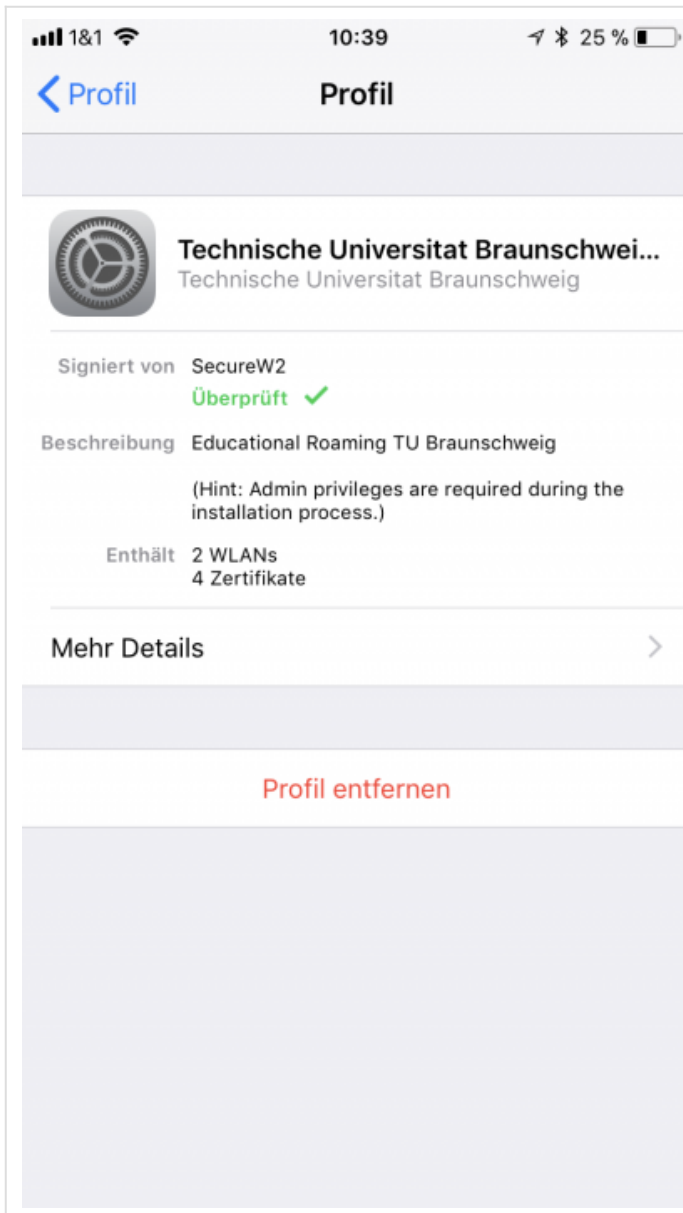 1&1 10:39 25 %
Profil Profil
Technische Universitat Braunschwei...
Technische Universitat Braunschweig
Signiert von SecureW2
Überprüft ✓
Beschreibung Educational Roaming TU Braunschweig
(Hint: Admin privileges are required during the
installation process.)
Enthält 2 WLANs
4 Zertifikate
Mehr Details
Profil entfernen